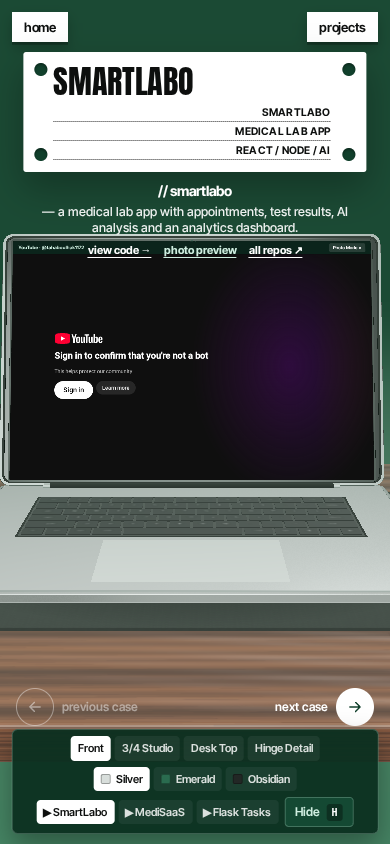 home
projects
SMARTLABO
SMARTLABO
MEDICAL LAB APP
REACT / NODE / AI
// smartlabo
— a medical lab app with appointments, test results, AI
analysis and an analytics dashboard.
view code → photo preview all repos ↗
YouTube
Photo Mode
YouTube
Sign in to confirm that you're not a bot
This helps protect our community
Sign in
Learn more
previous case
next case
Front
3/4 Studio
Desk Top
Hinge Detail
Silver
Emerald
Obsidian
▶ SmartLabo
▶ MediSaaS
▶ Flask Tasks
Hide H